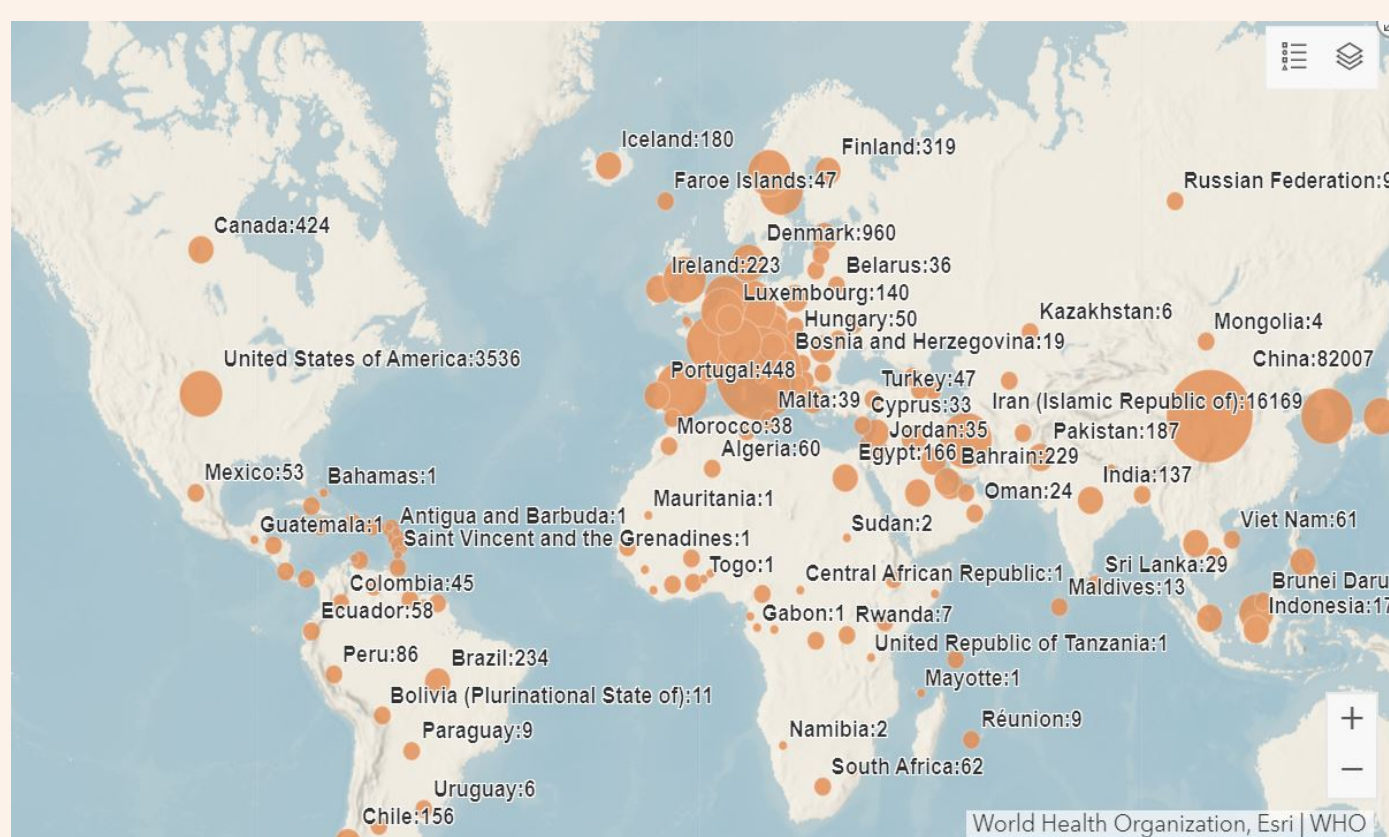 Iceland:180
Finland:319
Faroe Islands:47
Russian Federation:9
Canada:424
Denmark:960
Ireland:223
Belarus:36
Luxembourg:140
Kazakhstan:6
Hungary:50
Mongolia:4
Bosnia and Herzegovina:19
United States of America:3536
China:82007
Portugal:448
Turkey:47
Malta:39
Cyprus:33
Iran (Islamic Republic of):16169
Morocco:38
Jordan:35
Pakistan:187
Algeria:60
Egypt:166
Bahrain:229
Mexico:53
Bahamas:1
India:137
Mauritania:1
Oman:24
Guatemala:1
Antigua and Barbuda:1
Sudan:2
Viet Nam:61
Saint Vincent and the Grenadines:1
Togo:1
Central African Republic:1
Sri Lanka:29
Colombia:45
Maldives:13
Brunei Daru
Ecuador:58
Gabon:1
Rwanda:7
Indonesia:17
United Republic of Tanzania:1
Peru:86
Brazil:234
Mayotte:1
Bolivia (Plurinational State of):11
Réunion:9
Paraguay:9
Namibia:2
South Africa:62
Uruguay:6
Chile:156
World Health Organization, Esri | WHO